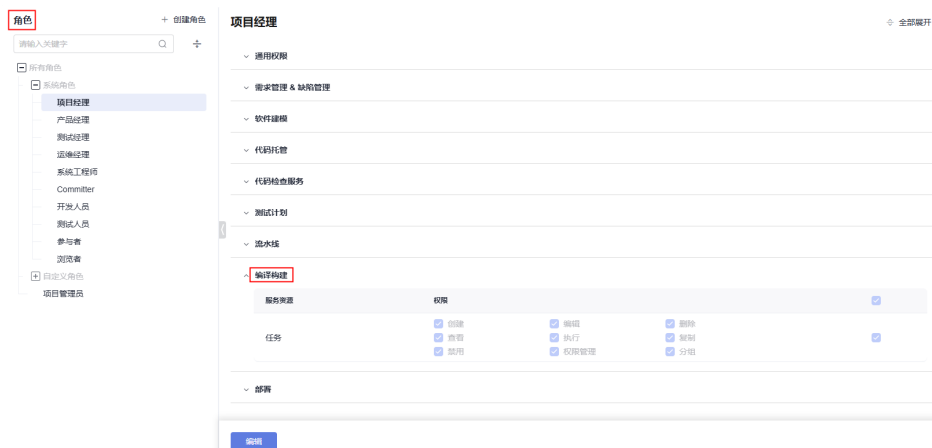 角色
+ 创建角色
请输入关键字
所有角色
系统角色
项目经理
产品经理
测试经理
运维经理
系统工程师
Committer
开发人员
测试人员
参与者
浏览者
自定义角色
项目管理员
项目经理
全部展开
通用权限
需求管理 & 缺陷管理
软件建模
代码托管
代码检查服务
测试计划
流水线
编译构建
服务资源 权限
任务
创建 编辑 删除
查看 执行 复制
禁用 权限管理 分组
部署
编辑